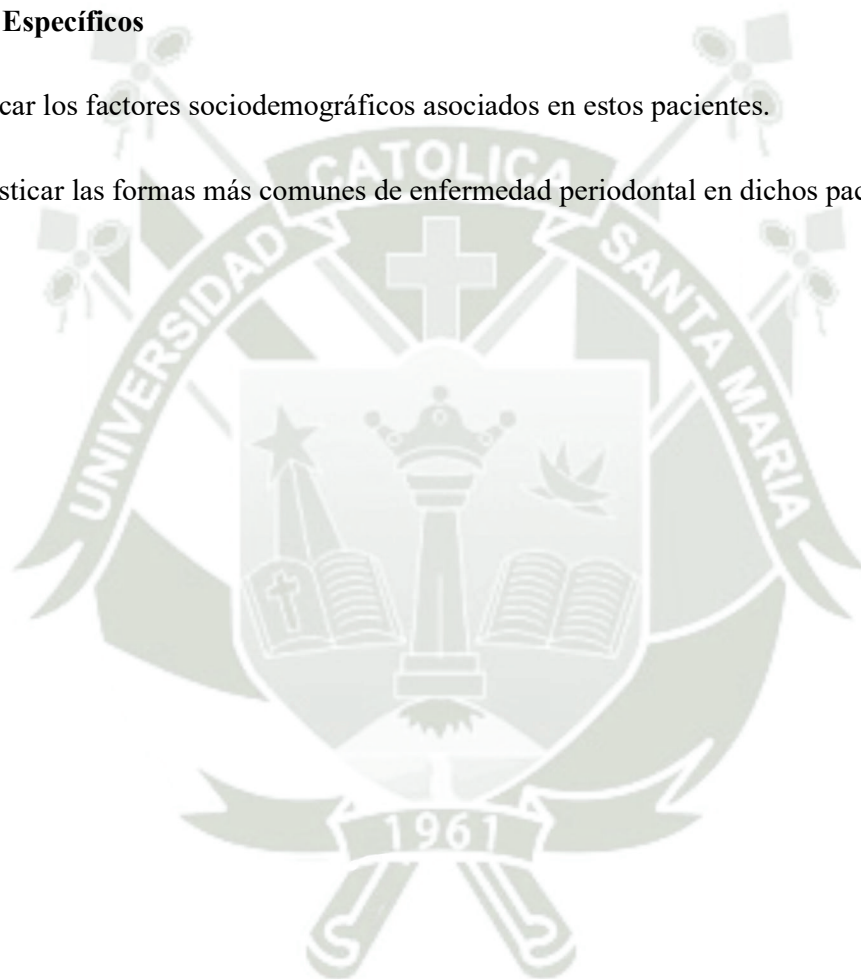 Específicos
car los factores sociodemográficos asociados en estos pacientes.
sticar las formas más comunes de enfermedad periodontal en dichos pac
UNIVERSIDAD CATOLICA SANTA MARIA
1961